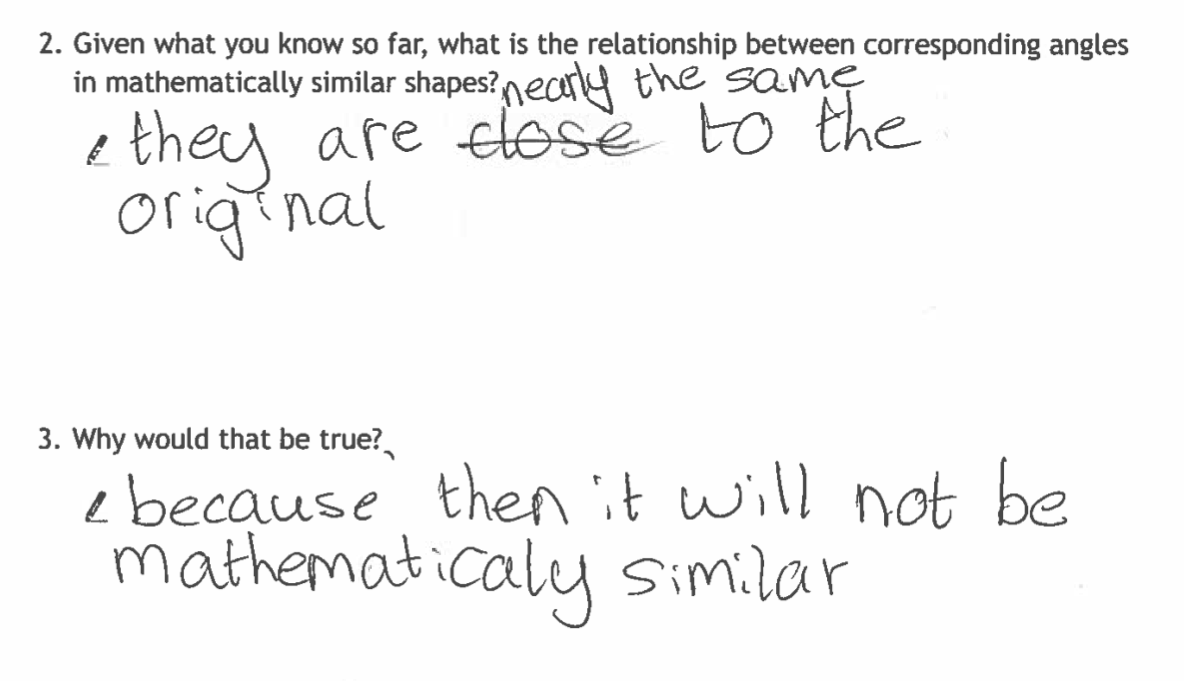 2. Given what you know so far, what is the relationship between corresponding angles
in mathematically similar shapes? nearly the same
they are close to the
original
3. Why would that be true?
because then it will not be
mathematicaly similar